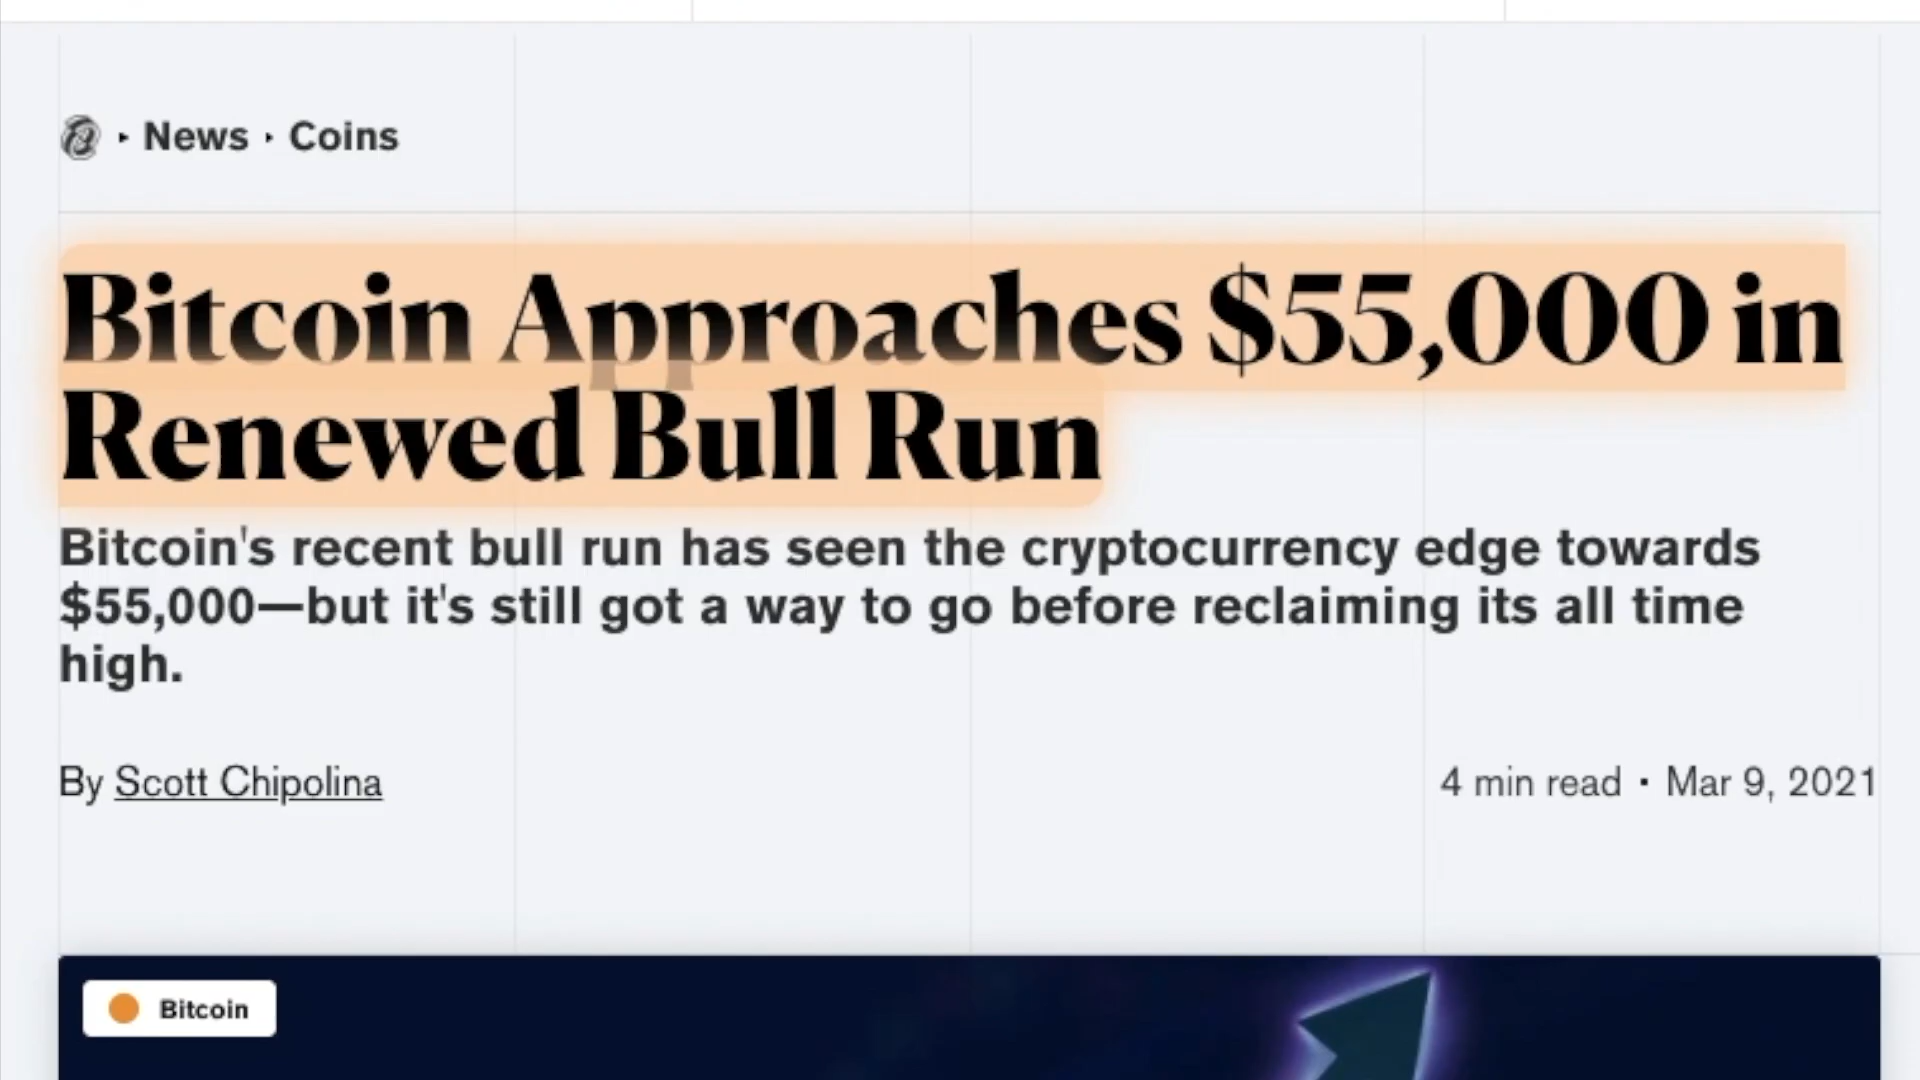 News ▸ Coins
Bitcoin Approaches $55,000 in
Renewed Bull Run
Bitcoin's recent bull run has seen the cryptocurrency edge towards
$55,000—but it's still got a way to go before reclaiming its all time
high.
By Scott Chipolina
4 min read • Mar 9, 2021
Bitcoin